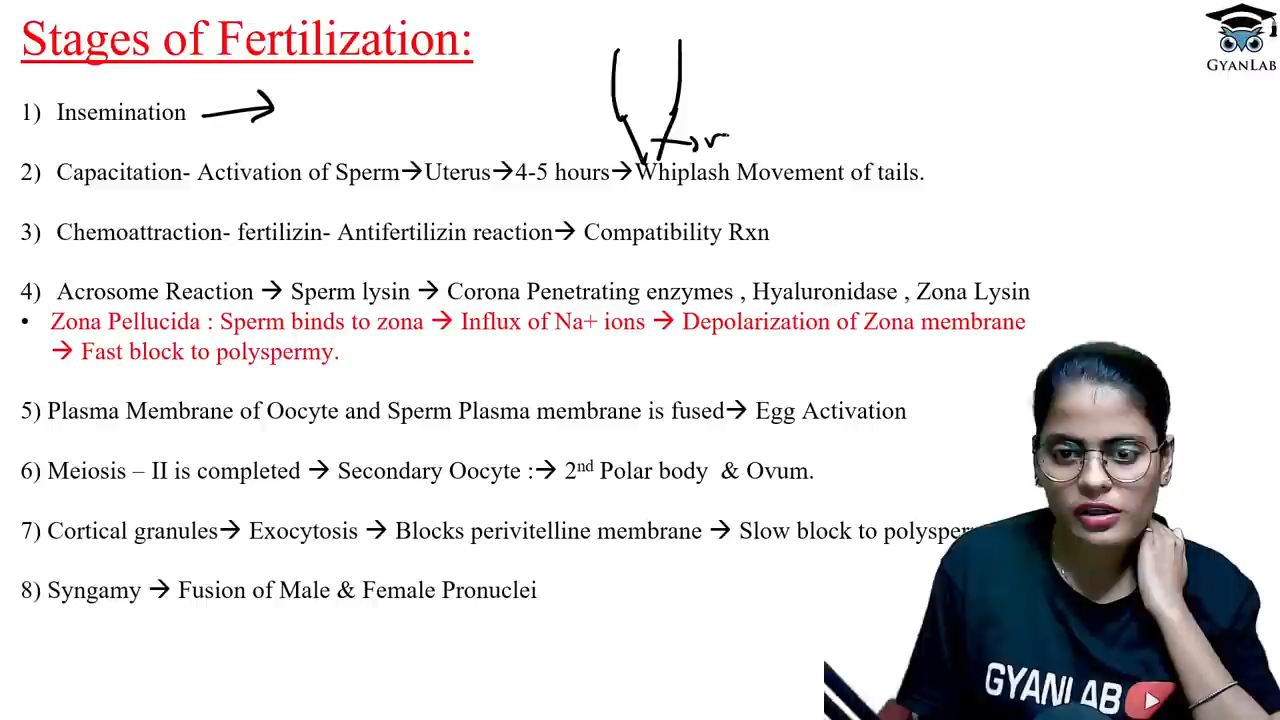 Stages of Fertilization:
GYANLAB
1) Insemination
v
2) Capacitation- Activation of Sperm→Uterus→4-5 hours→Whiplash Movement of tails.
3) Chemoattraction- fertilizin- Antifertilizin reaction→ Compatibility Rxn
4) Acrosome Reaction → Sperm lysin → Corona Penetrating enzymes , Hyaluronidase , Zona Lysin
• Zona Pellucida : Sperm binds to zona → Influx of Na+ ions → Depolarization of Zona membrane
→ Fast block to polyspermy.
5) Plasma Membrane of Oocyte and Sperm Plasma membrane is fused→ Egg Activation
6) Meiosis – II is completed → Secondary Oocyte :→ 2nd Polar body & Ovum.
7) Cortical granules→ Exocytosis → Blocks perivitelline membrane → Slow block to
8) Syngamy → Fusion of Male & Female Pronuclei
GYANLAB